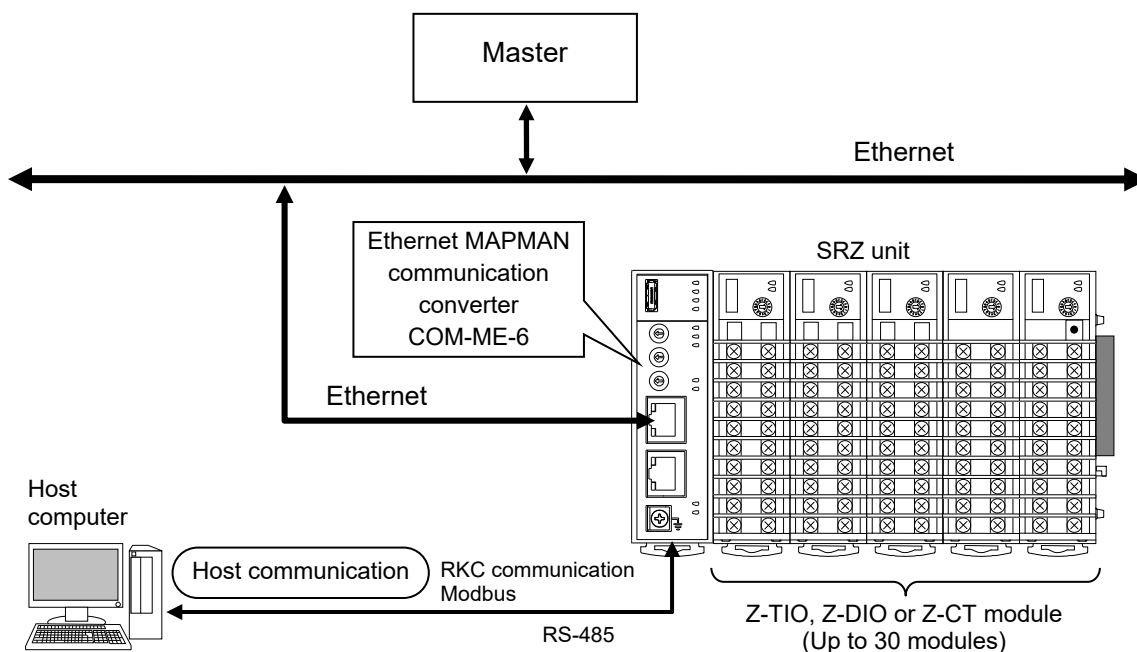 Master
Ethernet
Ethernet MAPMAN
communication
converter
COM-ME-6
SRZ unit
Ethernet
Host
computer
Host communication
RKC communication
Modbus
RS-485
Z-TIO, Z-DIO or Z-CT module
(Up to 30 modules)